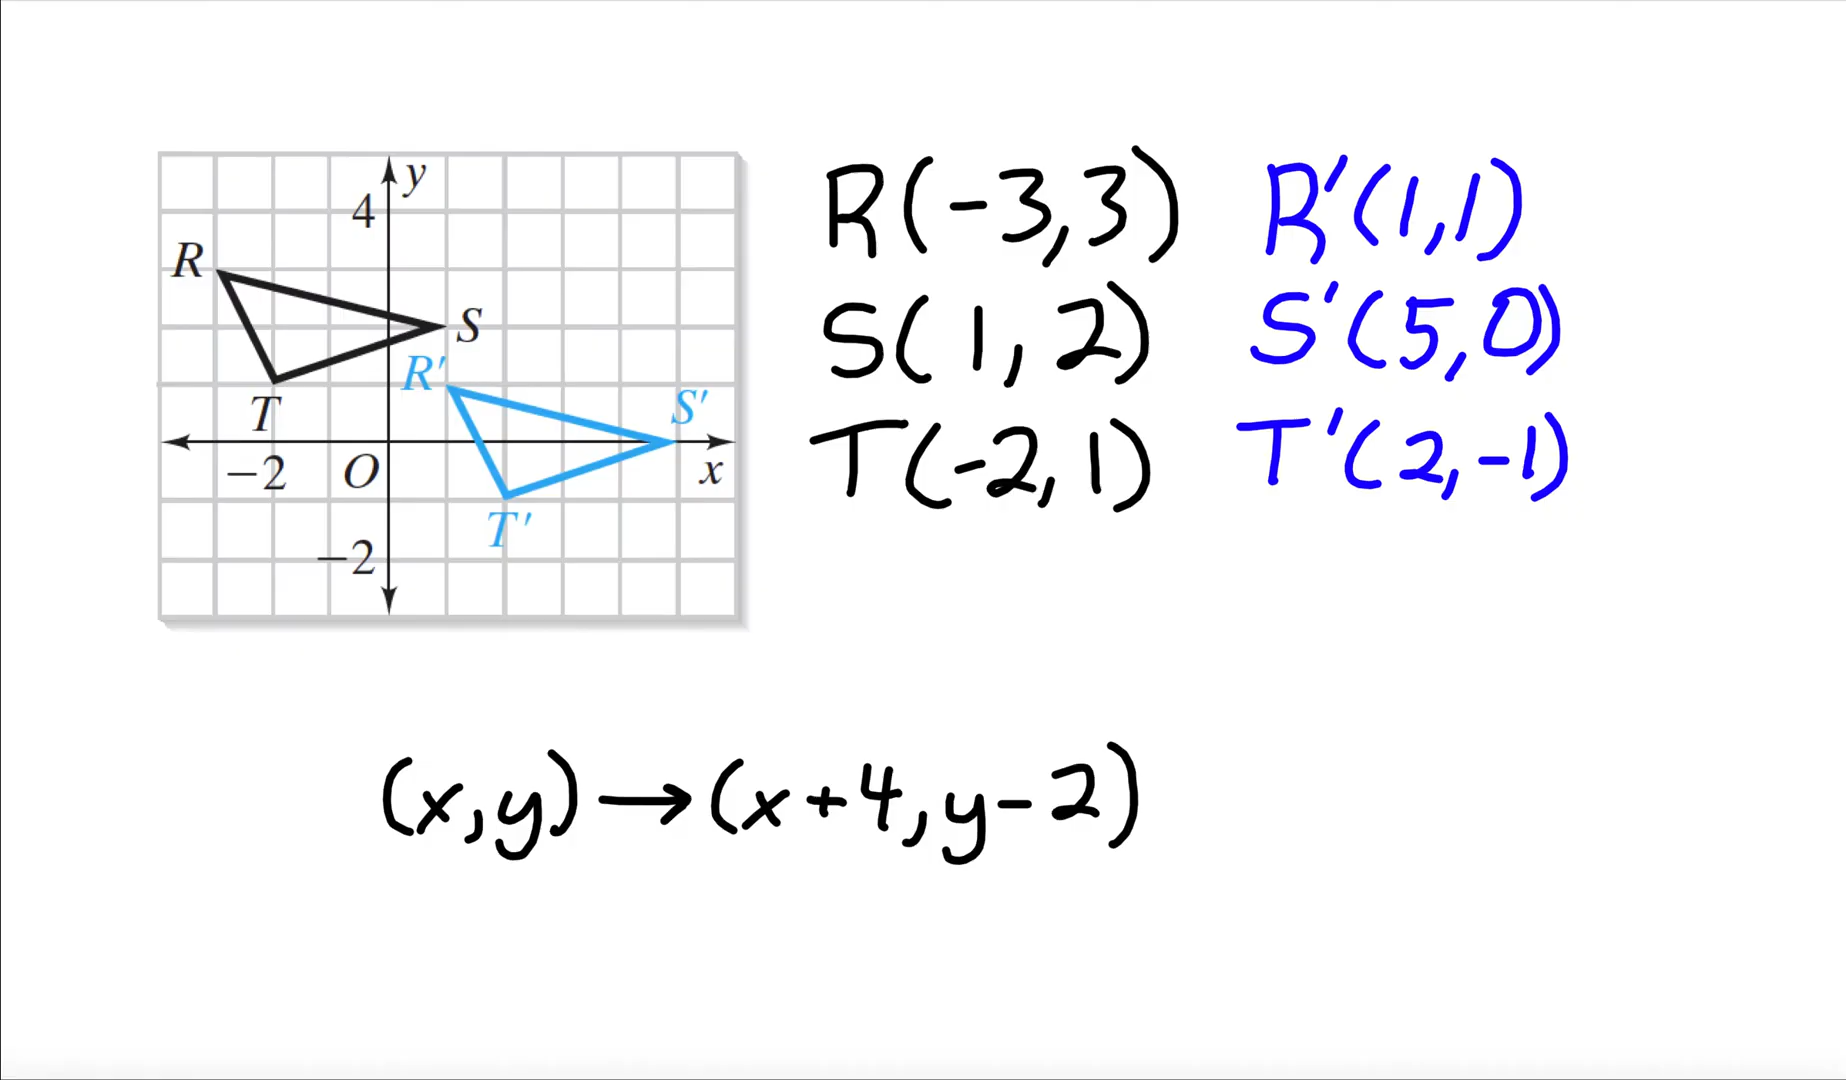 y
4
R
S
R′
S′
T
−2 O x
T′
−2
R(-3,3) R′(1,1)
S(1,2) S′(5,0)
T(-2,1) T′(2,-1)
(x,y)→(x+4,y-2)